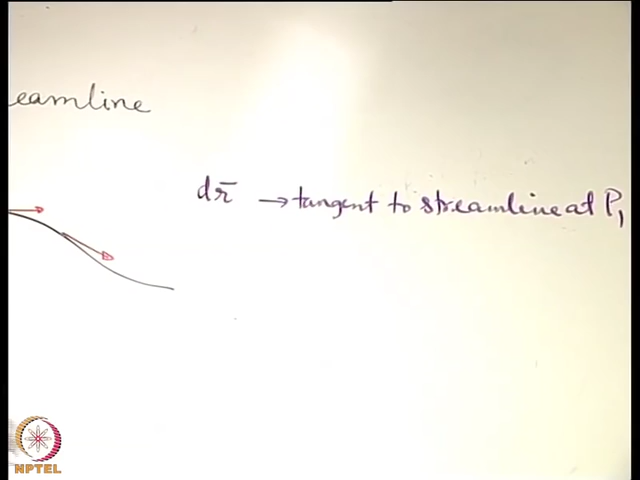 eamline
dr̄ → tangent to streamline at P₁
NPTEL